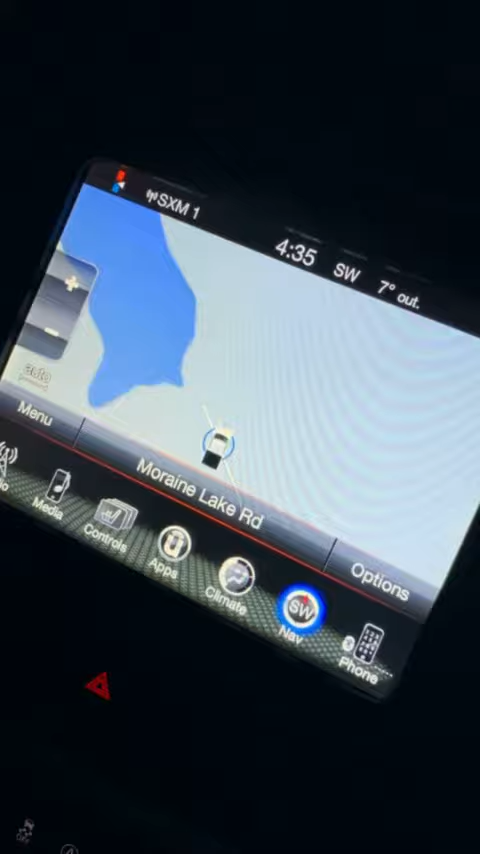 SXM 1
4:35 SW 7° out.
auto
Menu
Moraine Lake Rd
Options
Media
Controls
Apps
Climate
SW
Nav
Phone